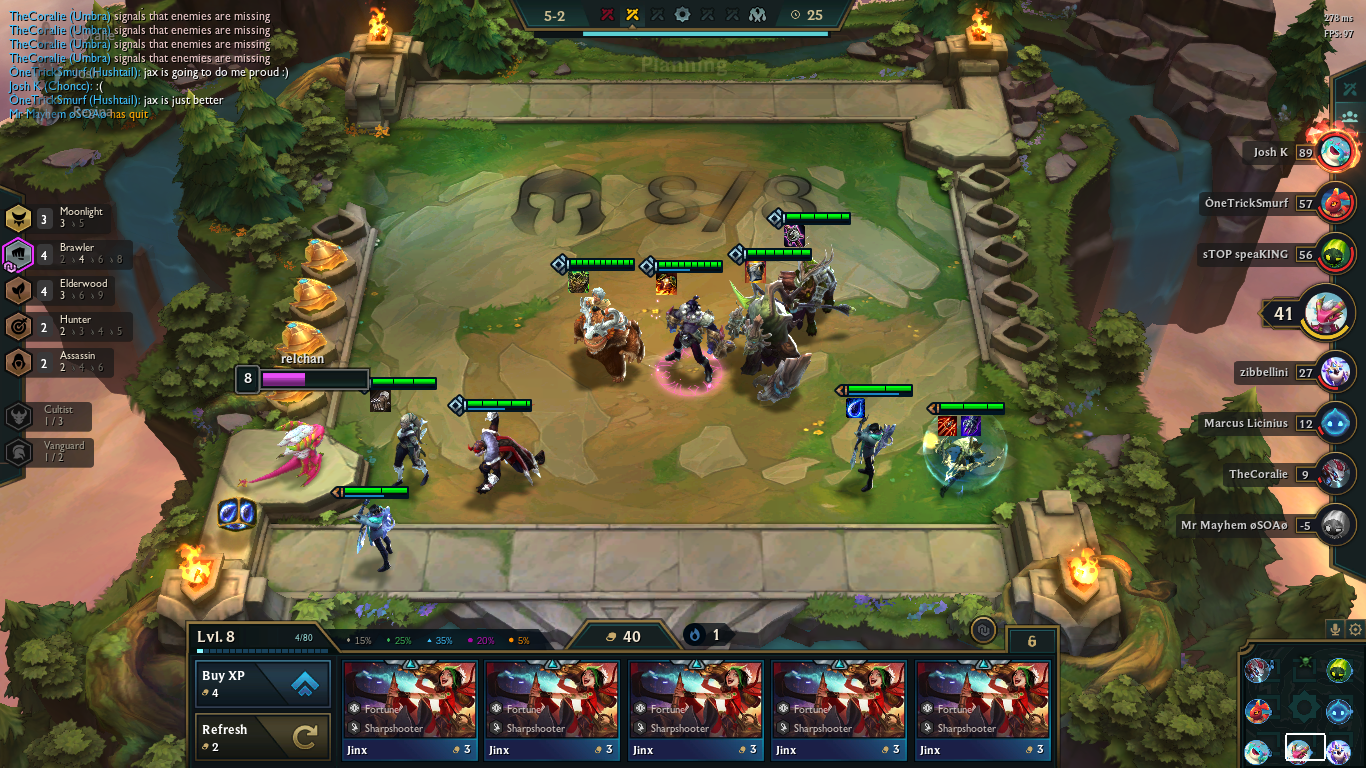 TheCoralie (Umbra) signals that enemies are missing
TheCoralie (Umbra) signals that enemies are missing
TheCoralie (Umbra) signals that enemies are missing
TheCoralie (Umbra) signals that enemies are missing
OneTrickSmurf (Hushtail): jax is going to do me proud :)
Josh K (Choncc): :(
OneTrickSmurf (Hushtail): jax is just better
Mr Mayhem øSOAø has quit
5-2
25
278 ms
FPS: 97
Planning
8/8
Josh K 89
ÒneTrickSmurf 57
sTOP speaKING 56
41
zibbellini 27
Marcus Licinius 12
TheCoralie 9
Mr Mayhem øSOAø -5
3 Moonlight
3 › 5
4 Brawler
2 › 4 › 6 › 8
4 Elderwood
3 › 6 › 9
2 Hunter
2 › 3 › 4 › 5
2 Assassin
2 › 4 › 6
Cultist
1 / 3
Vanguard
1 / 2
relchan
8
Lvl. 8 4/80
15% 25% 35% 20% 5%
40
1
6
Buy XP
4
Refresh
2
Fortune
Sharpshooter
Jinx 3
Fortune
Sharpshooter
Jinx 3
Fortune
Sharpshooter
Jinx 3
Fortune
Sharpshooter
Jinx 3
Fortune
Sharpshooter
Jinx 3